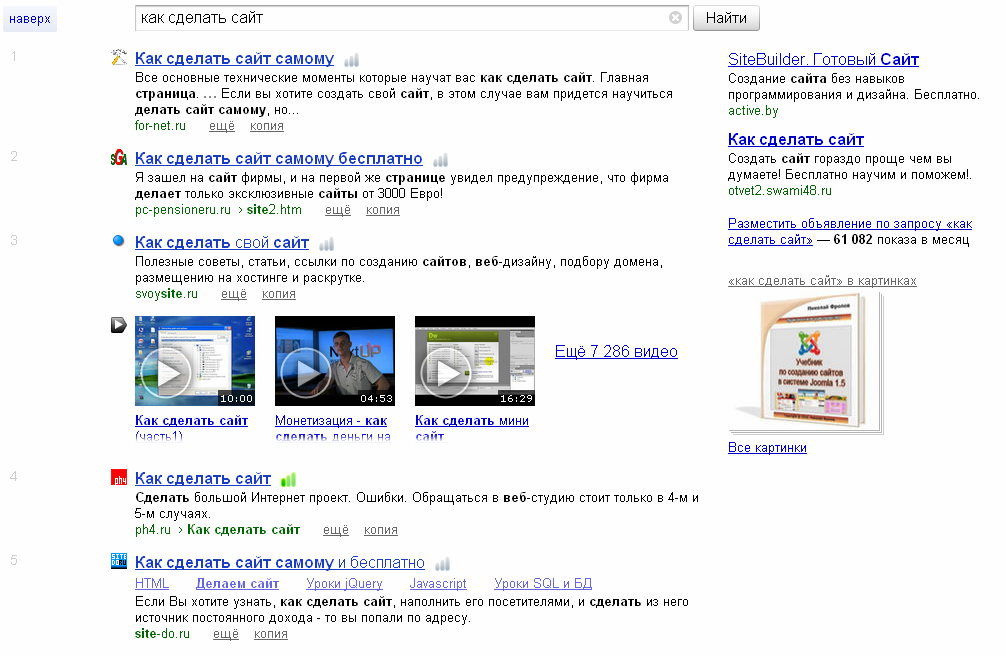 наверх
как сделать сайт
Найти
1
Как сделать сайт самому
Все основные технические моменты которые научат вас как сделать сайт. Главная
страница. ... Если вы хотите создать свой сайт, в этом случае вам придется научиться
делать сайт самому, но...
for-net.ru ещё копия
2
Как сделать сайт самому бесплатно
Я зашел на сайт фирмы, и на первой же странице увидел предупреждение, что фирма
делает только эксклюзивные сайты от 3000 Евро!
pc-pensioneru.ru › site2.htm ещё копия
3
Как сделать свой сайт
Полезные советы, статьи, ссылки по созданию сайтов, веб-дизайну, подбору домена,
размещению на хостинге и раскрутке.
svoysite.ru ещё копия
NextUp
Dw
10:00
04:53
16:29
Как сделать сайт
(часть1)
Монетизация - как
сделать деньги на
Как сделать мини
сайт
Ещё 7 286 видео
4
ph4
Как сделать сайт
Сделать большой Интернет проект. Ошибки. Обращаться в веб-студию стоит только в 4-м и
5-м случаях.
ph4.ru › Как сделать сайт ещё копия
5
SITE
DO
Как сделать сайт самому и бесплатно
HTML Делаем сайт Уроки jQuery Javascript Уроки SQL и БД
Если Вы хотите узнать, как сделать сайт, наполнить его посетителями, и сделать из него
источник постоянного дохода - то вы попали по адресу.
site-do.ru ещё копия
SiteBuilder. Готовый Сайт
Создание сайта без навыков
программирования и дизайна. Бесплатно.
active.by
Как сделать сайт
Создать сайт гораздо проще чем вы
думаете! Бесплатно научим и поможем!.
otvet2.swami48.ru
Разместить объявление по запросу «как
сделать сайт» — 61 082 показа в месяц
«как сделать сайт» в картинках
Николай Фролов
Учебник
по созданию сайтов
в системе Joomla 1.5
Все картинки